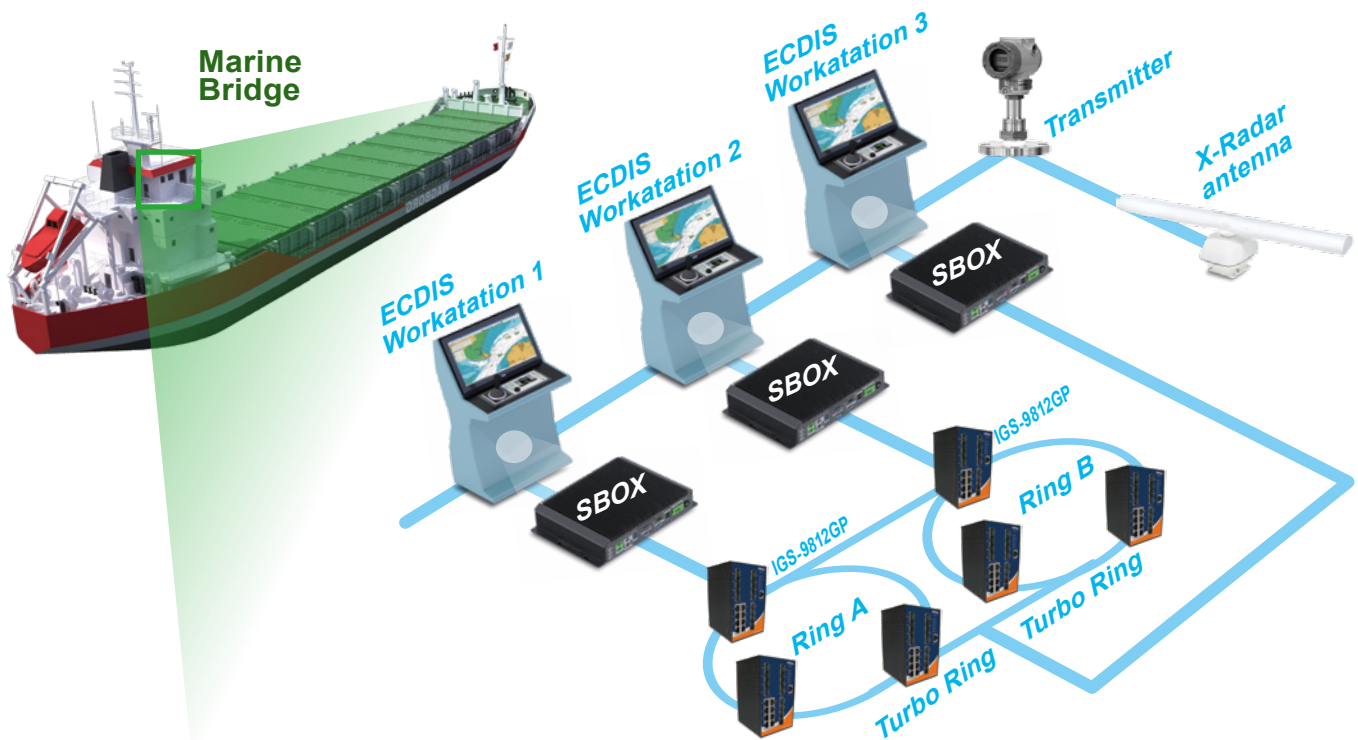 Marine
Bridge
ECDIS
Workatation 3
Transmitter
X-Radar
antenna
ECDIS
Workatation 2
ECDIS
Workatation 1
SBOX
SBOX
SBOX
IGS-9812GP
Ring B
IGS-9812GP
Ring A
Turbo Ring
Turbo Ring